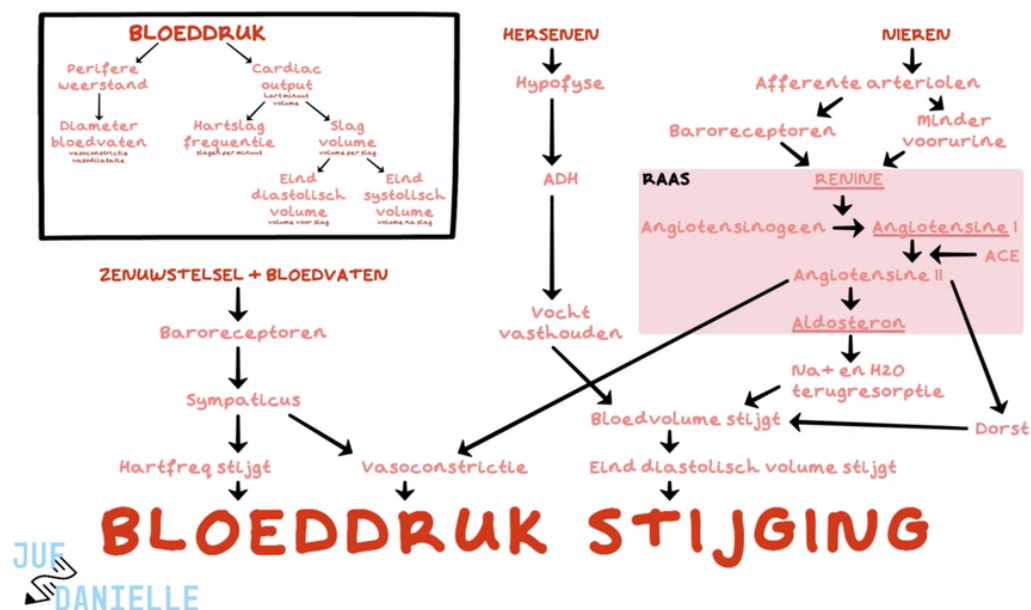 BLOEDDRUK
Perifere
weerstand
Cardiac
output
hart minuut
volume
Diameter
bloedvaten
vasoconstrictie
vasodilatatie
Hartslag
frequentie
slagen per minuut
Slag
volume
volume per slag
Eind
diastolisch
volume
volume voor slag
Eind
systolisch
volume
volume na slag
HERSENEN
Hypofyse
ADH
Vocht
vasthouden
NIEREN
Afferente arteriolen
Baroreceptoren
Minder
voorurine
RAAS
RENINE
Angiotensinogeen
Angiotensine I
ACE
Angiotensine II
Aldosteron
Na+ en H2O
terugresorptie
Dorst
Bloedvolume stijgt
Eind diastolisch volume stijgt
ZENUWSTELSEL + BLOEDVATEN
Baroreceptoren
Sympaticus
Hartfreq stijgt
Vasoconstrictie
BLOEDDRUK STIJGING
JUF
DANIELLE